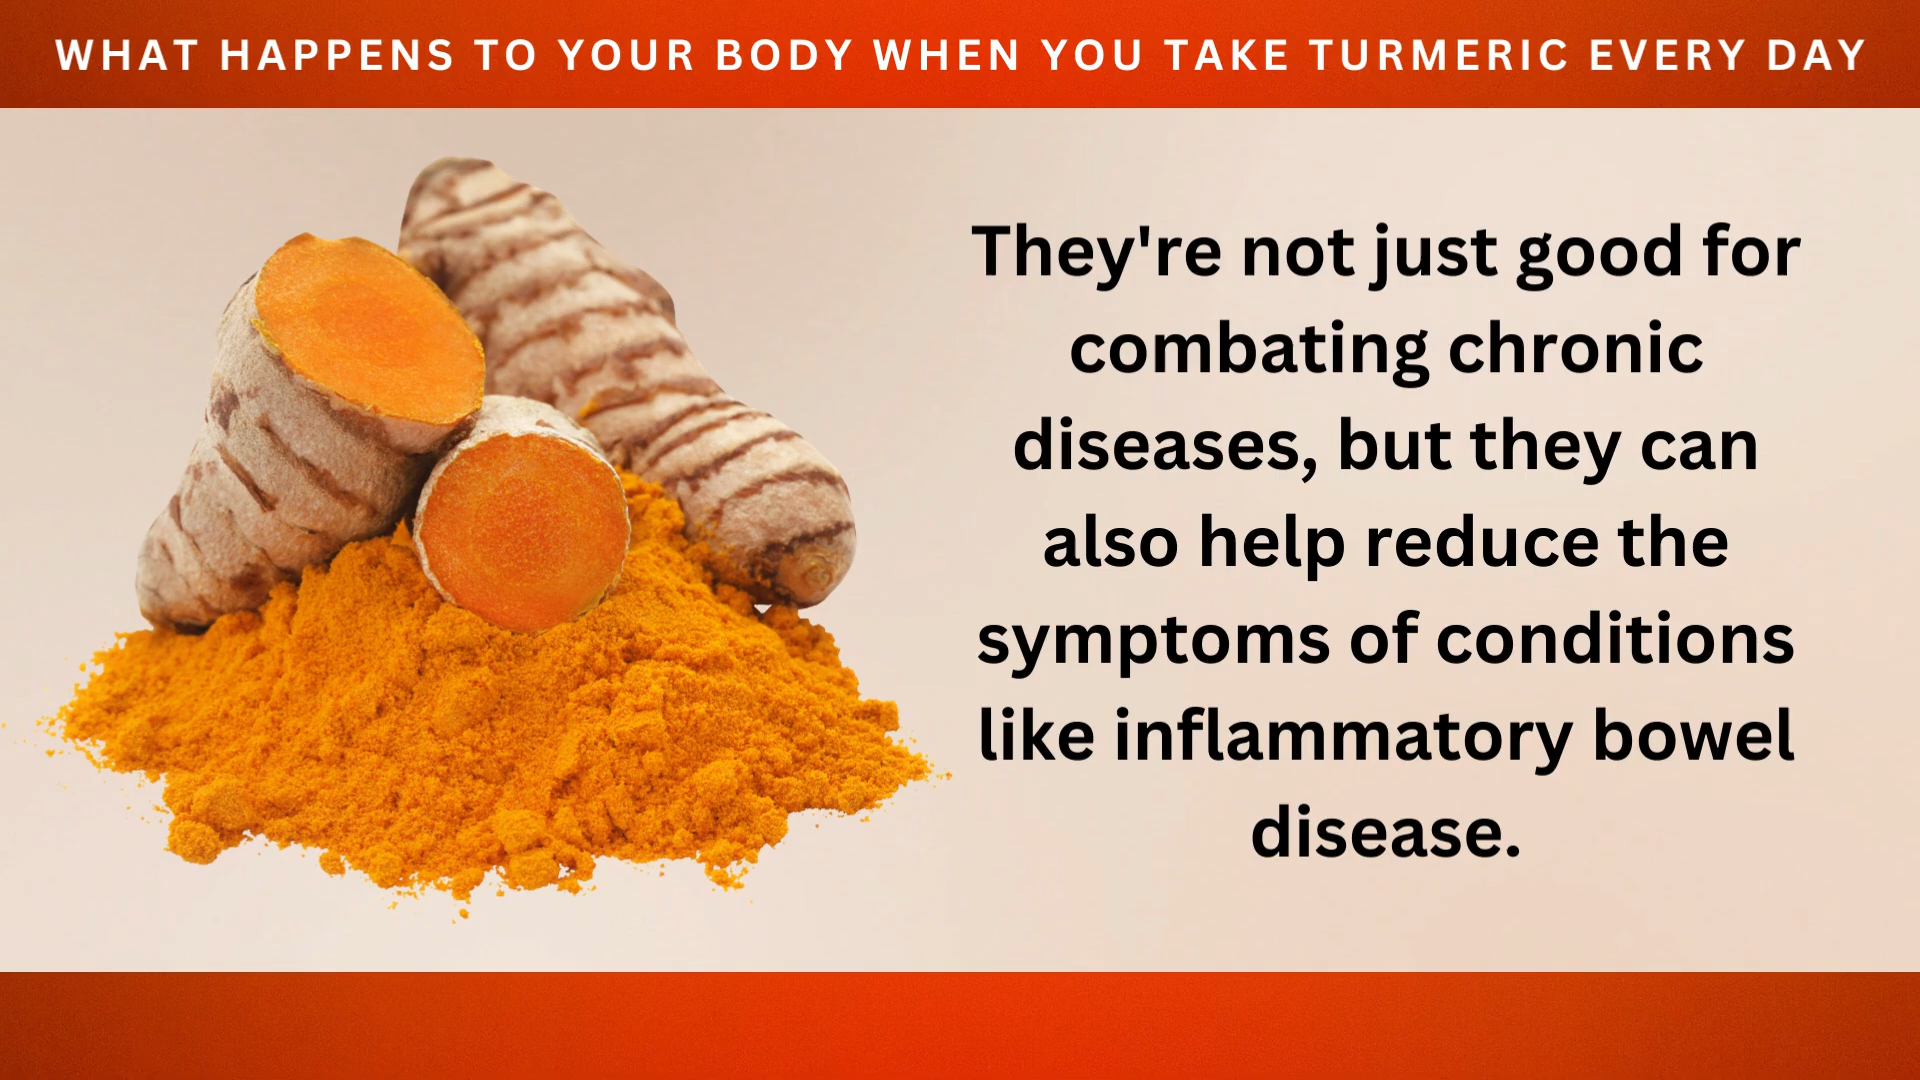 WHAT HAPPENS TO YOUR BODY WHEN YOU TAKE TURMERIC EVERY DAY
They're not just good for
combating chronic
diseases, but they can
also help reduce the
symptoms of conditions
like inflammatory bowel
disease.